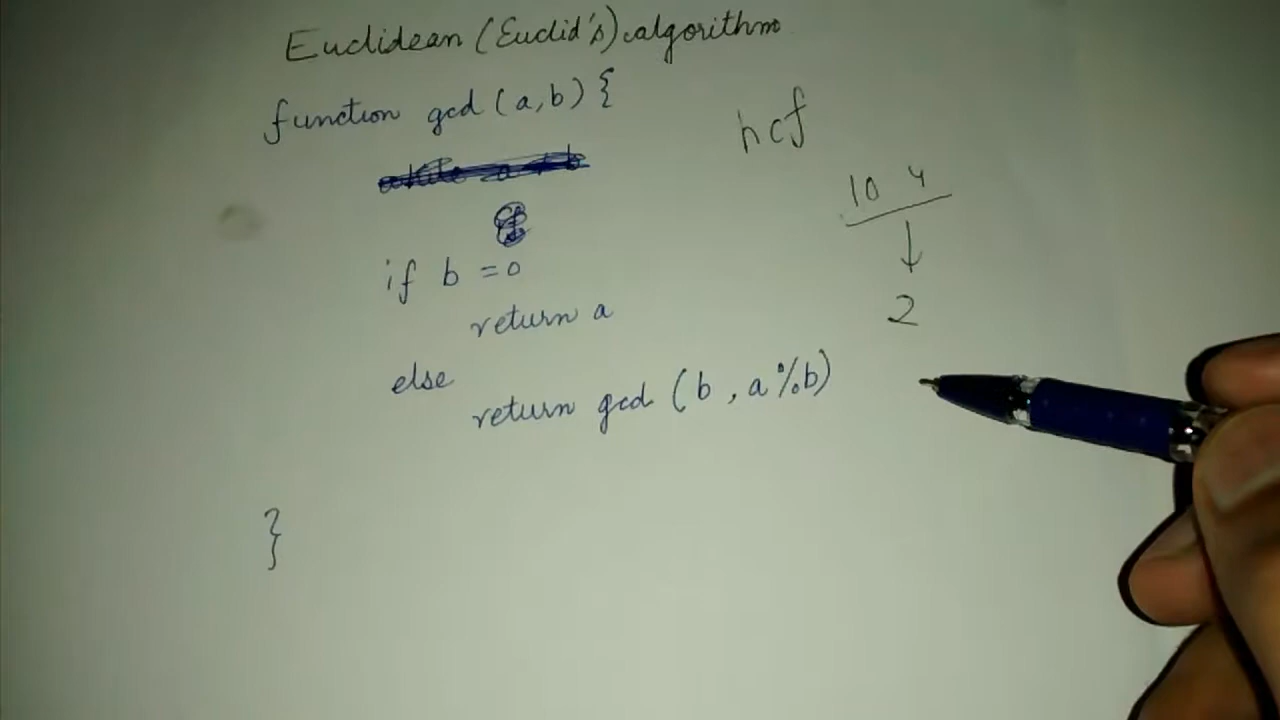 Euclidean (Euclid's) algorithm
function gcd (a,b) {
if b = 0
return a
else
return gcd (b , a%b)
}
hcf
10 4
2